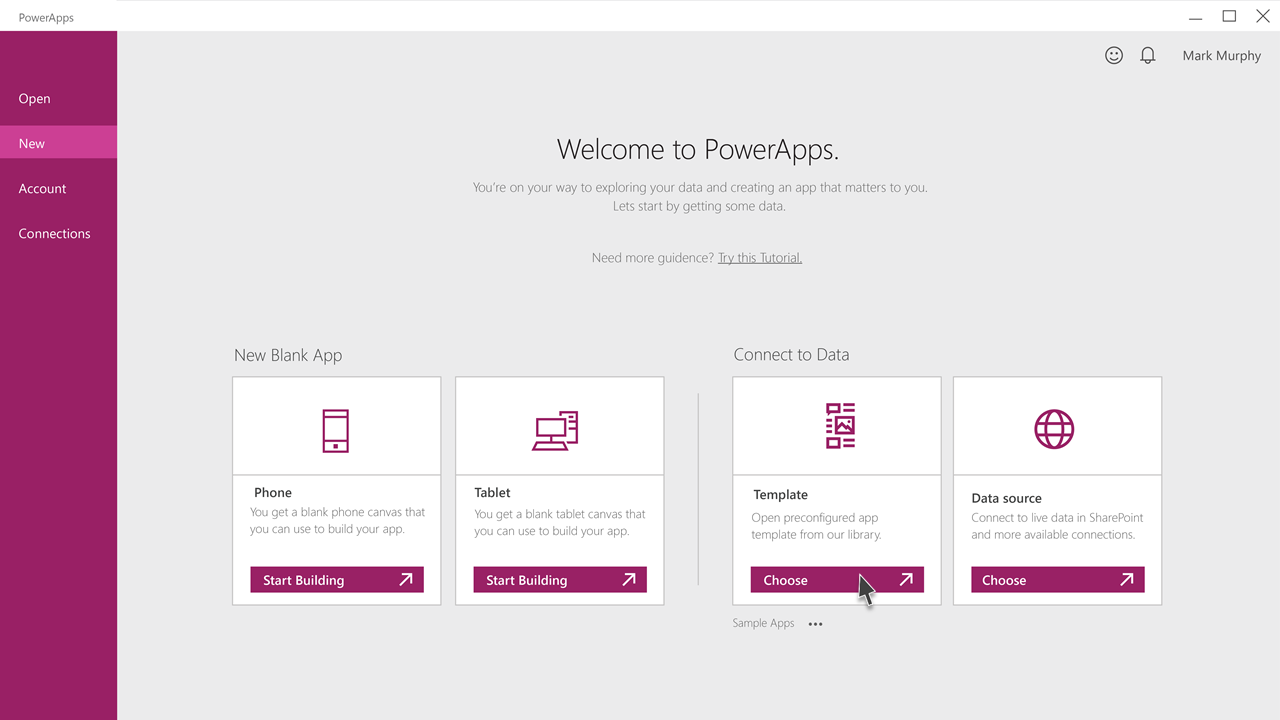 PowerApps
Mark Murphy
Open
New
Account
Connections
Welcome to PowerApps.
You're on your way to exploring your data and creating an app that matters to you.
Lets start by getting some data.
Need more guidance? Try this Tutorial.
New Blank App
Phone
You get a blank phone canvas that
you can use to build your app.
Start Building
Tablet
You get a blank tablet canvas that
you can use to build your app.
Start Building
Connect to Data
Template
Open preconfigured app
template from our library.
Choose
Data source
Connect to live data in SharePoint
and more available connections.
Choose
Sample Apps